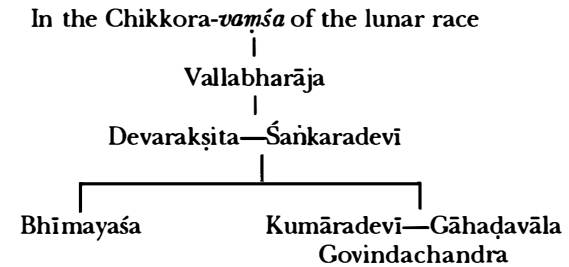 In the Chikkora-vaṃśa of the lunar race
Vallabharāja
Devarakṣita—Śaṅkaradevī
Bhīmayaśa
Kumāradevī—Gāhaḍavāla
Govindachandra